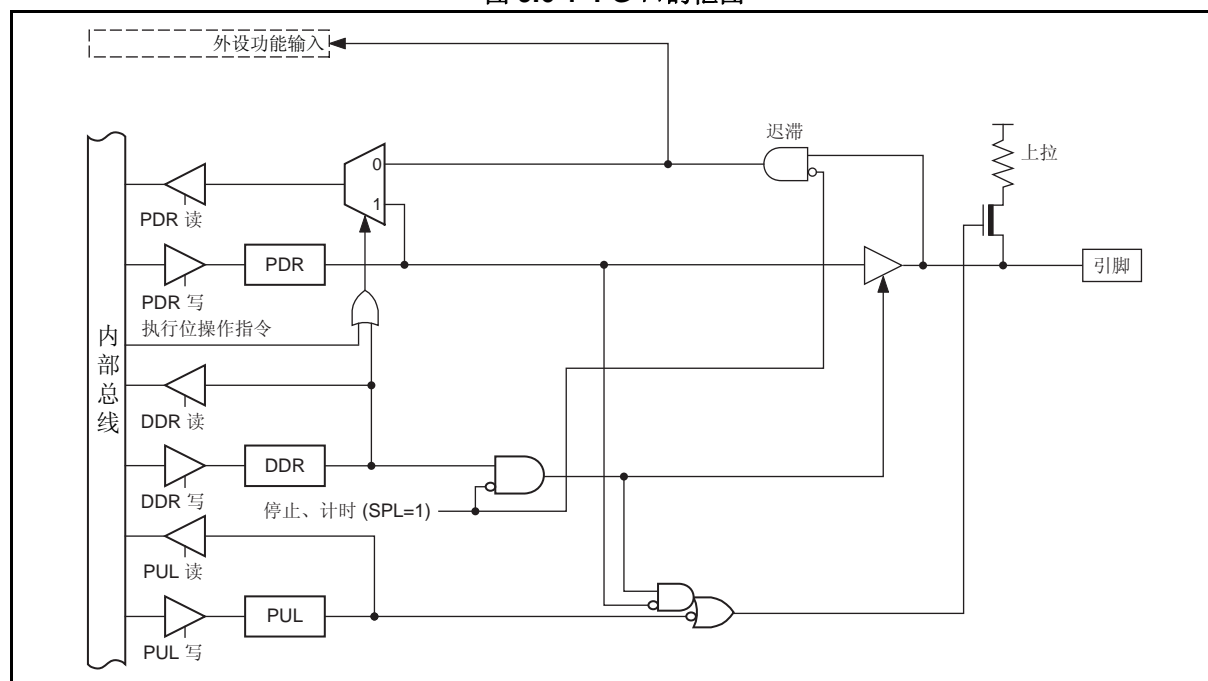 外设功能输入
迟滞
上拉
0
1
PDR 读
PDR
引脚
PDR 写
执行位操作指令
内部总线
DDR 读
DDR
DDR 写
停止、计时 (SPL=1)
PUL 读
PUL
PUL 写